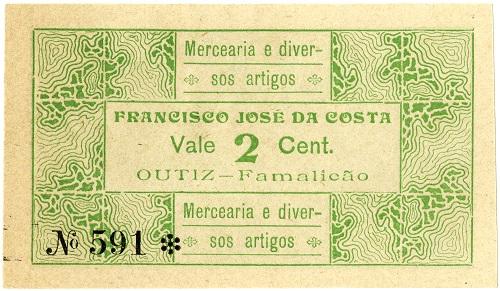 Mercearia e diver-
sos artigos
FRANCISCO JOSÉ DA COSTA
Vale 2 Cent.
OUTIZ — Famalicão
Mercearia e diver-
sos artigos
Nº 591 *